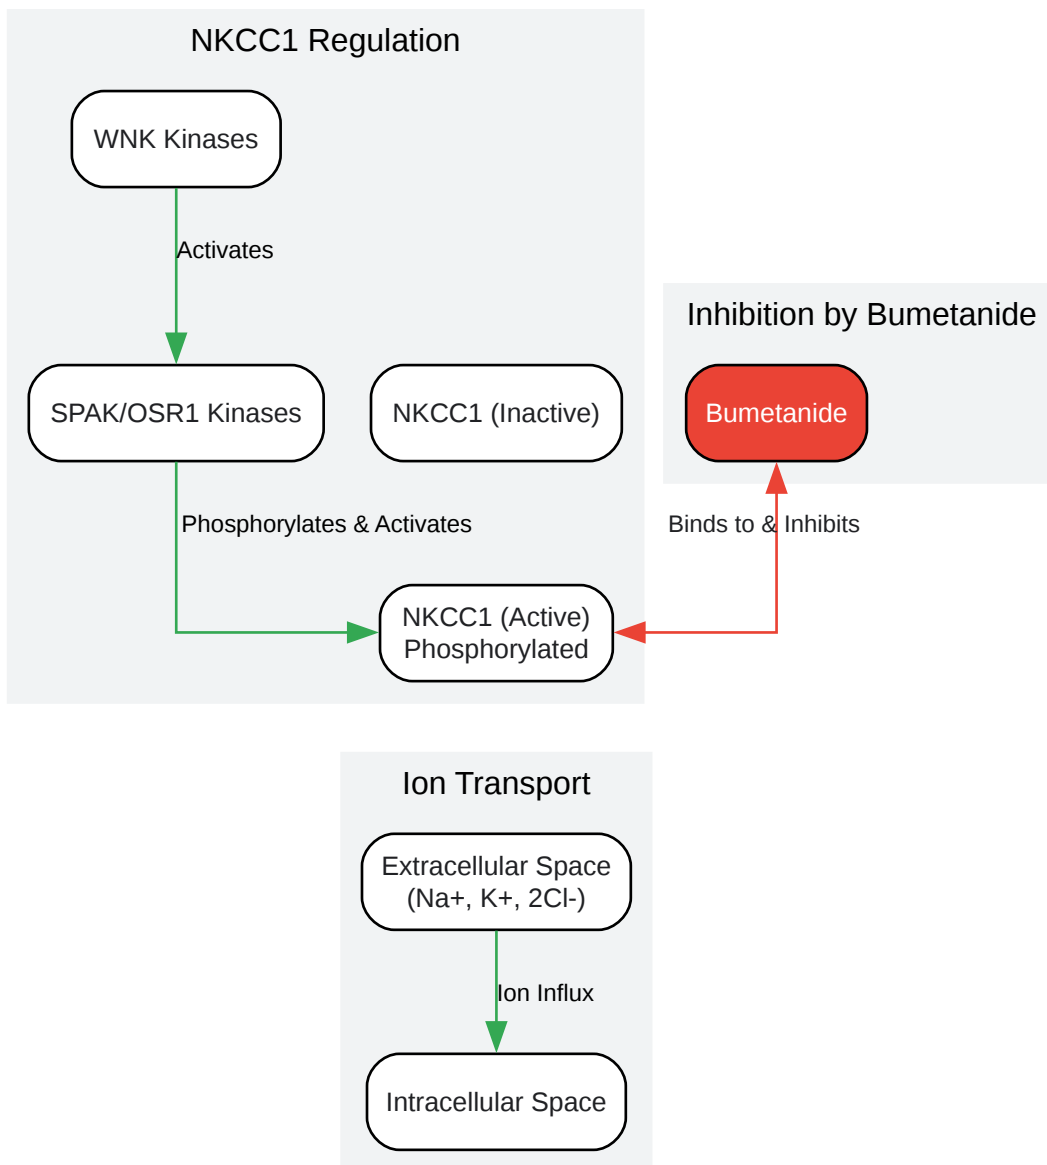 NKCC1 Regulation
WNK Kinases
Activates
Inhibition by Bumetanide
SPAK/OSR1 Kinases
NKCC1 (Inactive)
Bumetanide
Phosphorylates & Activates
Binds to & Inhibits
NKCC1 (Active)
Phosphorylated
Ion Transport
Extracellular Space
(Na+, K+, 2Cl-)
Ion Influx
Intracellular Space